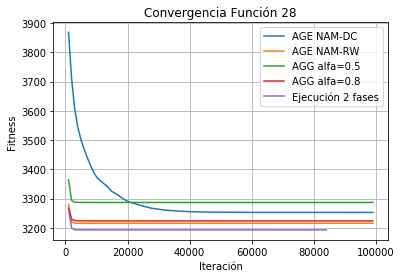 Convergencia Función 28
3900
3800
3700
3600
3500
3400
3300
3200
Fitness
AGE NAM-DC
AGE NAM-RW
AGG alfa=0.5
AGG alfa=0.8
Ejecución 2 fases
0 20000 40000 60000 80000 100000
Iteración